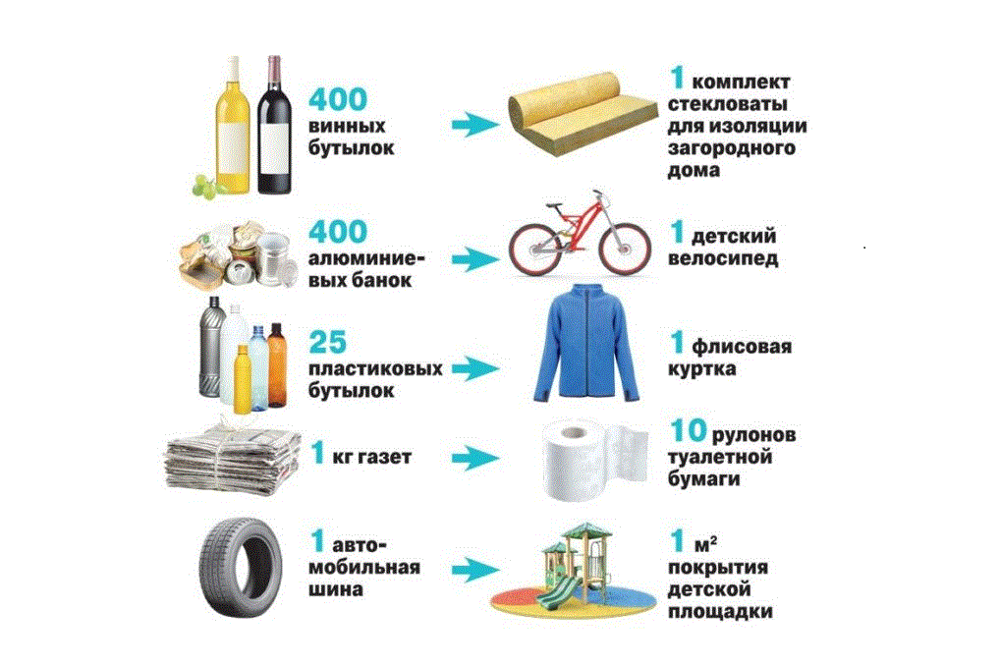 400
винных
бутылок
1 комплект
стекловаты
для изоляции
загородного
дома
400
алюминие-
вых банок
1 детский
велосипед
25
пластиковых
бутылок
1 флисовая
куртка
1 кг газет
10 рулонов
туалетной
бумаги
1 авто-
мобильная
шина
1 м²
покрытия
детской
площадки